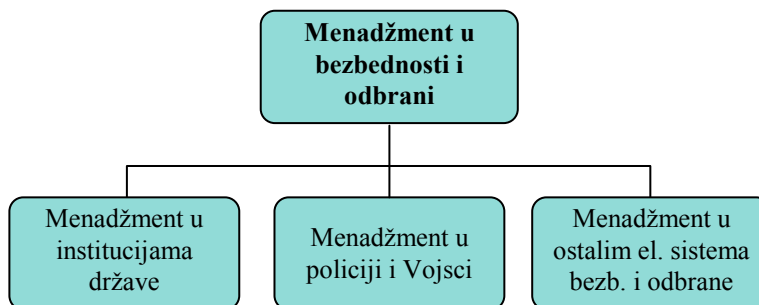 Menadžment u
bezbednosti i
odbrani
Menadžment u
institucijama
države
Menadžment u
policiji i Vojsci
Menadžment u
ostalim el. sistema
bezb. i odbrane